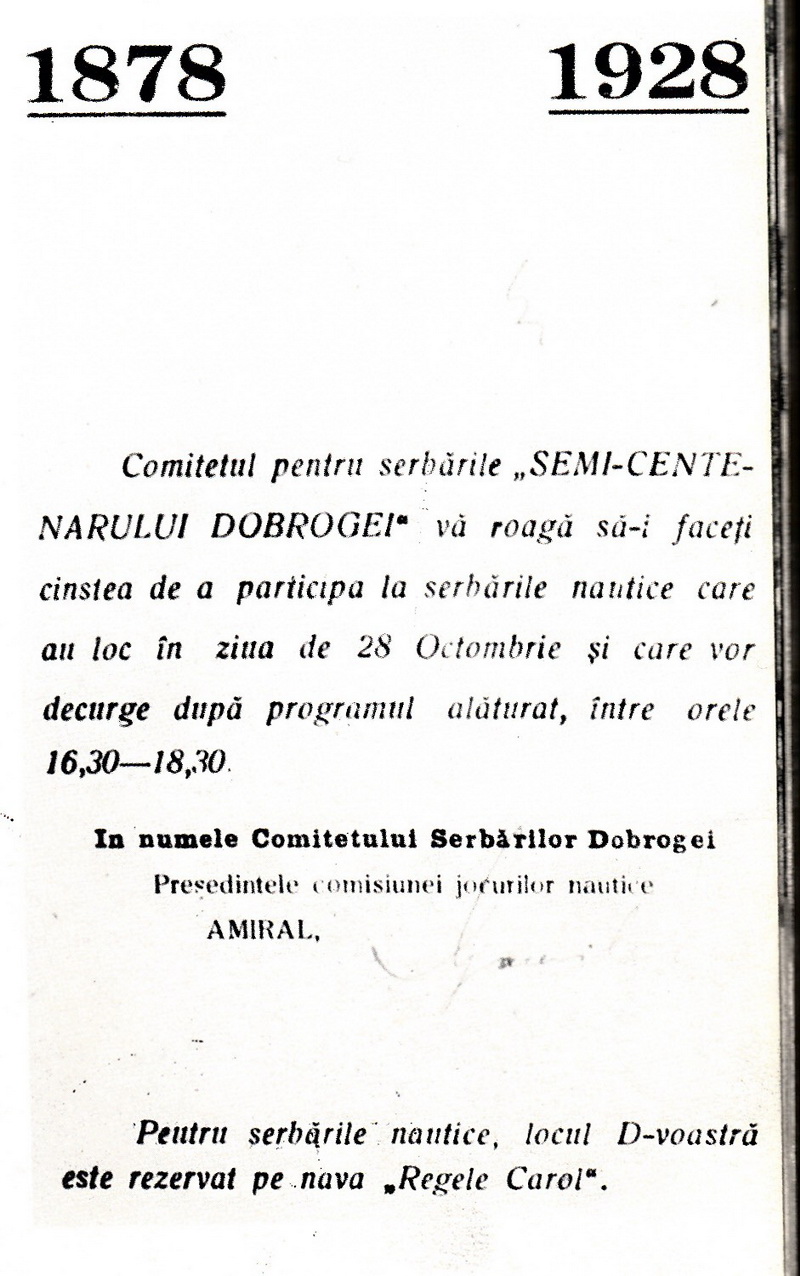 1878 1928
Comitetul pentru serbările „SEMI-CENTE-
NARULUI DOBROGEI" vă roagă să-i faceți
cinstea de a participa la serbările nautice care
au loc în ziua de 28 Octombrie și care vor
decurge după programul alăturat, între orele
16,30—18,30.
In numele Comitetului Serbărilor Dobrogei
Președintele comisiunei jocurilor nautice
AMIRAL,
Pentru serbările nautice, locul D-voastră
este rezervat pe nava „Regele Carol".